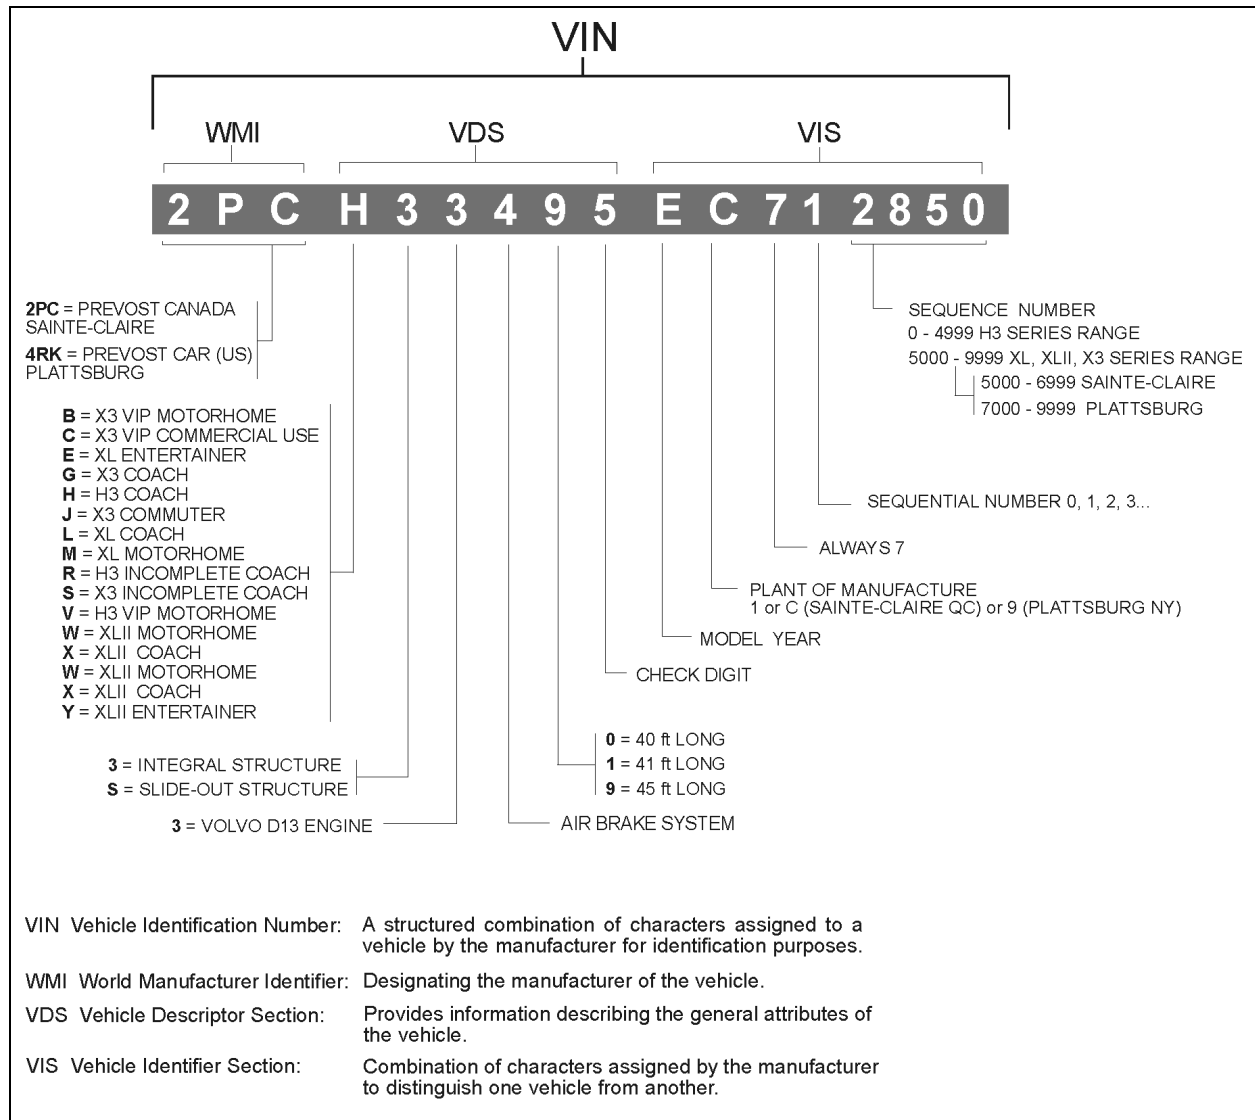 VIN
WMI
VDS
VIS
2 P C H 3 3 4 9 5 E C 7 1 2 8 5 0
2PC = PREVOST CANADA
SAINTE-CLAIRE
4RK = PREVOST CAR (US)
PLATTSBURG
B = X3 VIP MOTORHOME
C = X3 VIP COMMERCIAL USE
E = XL ENTERTAINER
G = X3 COACH
H = H3 COACH
J = X3 COMMUTER
L = XL COACH
M = XL MOTORHOME
R = H3 INCOMPLETE COACH
S = X3 INCOMPLETE COACH
V = H3 VIP MOTORHOME
W = XLII MOTORHOME
X = XLII COACH
W = XLII MOTORHOME
X = XLII COACH
Y = XLII ENTERTAINER
3 = INTEGRAL STRUCTURE
S = SLIDE-OUT STRUCTURE
3 = VOLVO D13 ENGINE
AIR BRAKE SYSTEM
0 = 40 ft LONG
1 = 41 ft LONG
9 = 45 ft LONG
CHECK DIGIT
MODEL YEAR
PLANT OF MANUFACTURE
1 or C (SAINTE-CLAIRE QC) or 9 (PLATTSBURG NY)
ALWAYS 7
SEQUENTIAL NUMBER 0, 1, 2, 3...
SEQUENCE NUMBER
0 - 4999 H3 SERIES RANGE
5000 - 9999 XL, XLII, X3 SERIES RANGE
5000 - 6999 SAINTE-CLAIRE
7000 - 9999 PLATTSBURG
VIN Vehicle Identification Number: A structured combination of characters assigned to a
vehicle by the manufacturer for identification purposes.
WMI World Manufacturer Identifier: Designating the manufacturer of the vehicle.
VDS Vehicle Descriptor Section: Provides information describing the general attributes of
the vehicle.
VIS Vehicle Identifier Section: Combination of characters assigned by the manufacturer
to distinguish one vehicle from another.